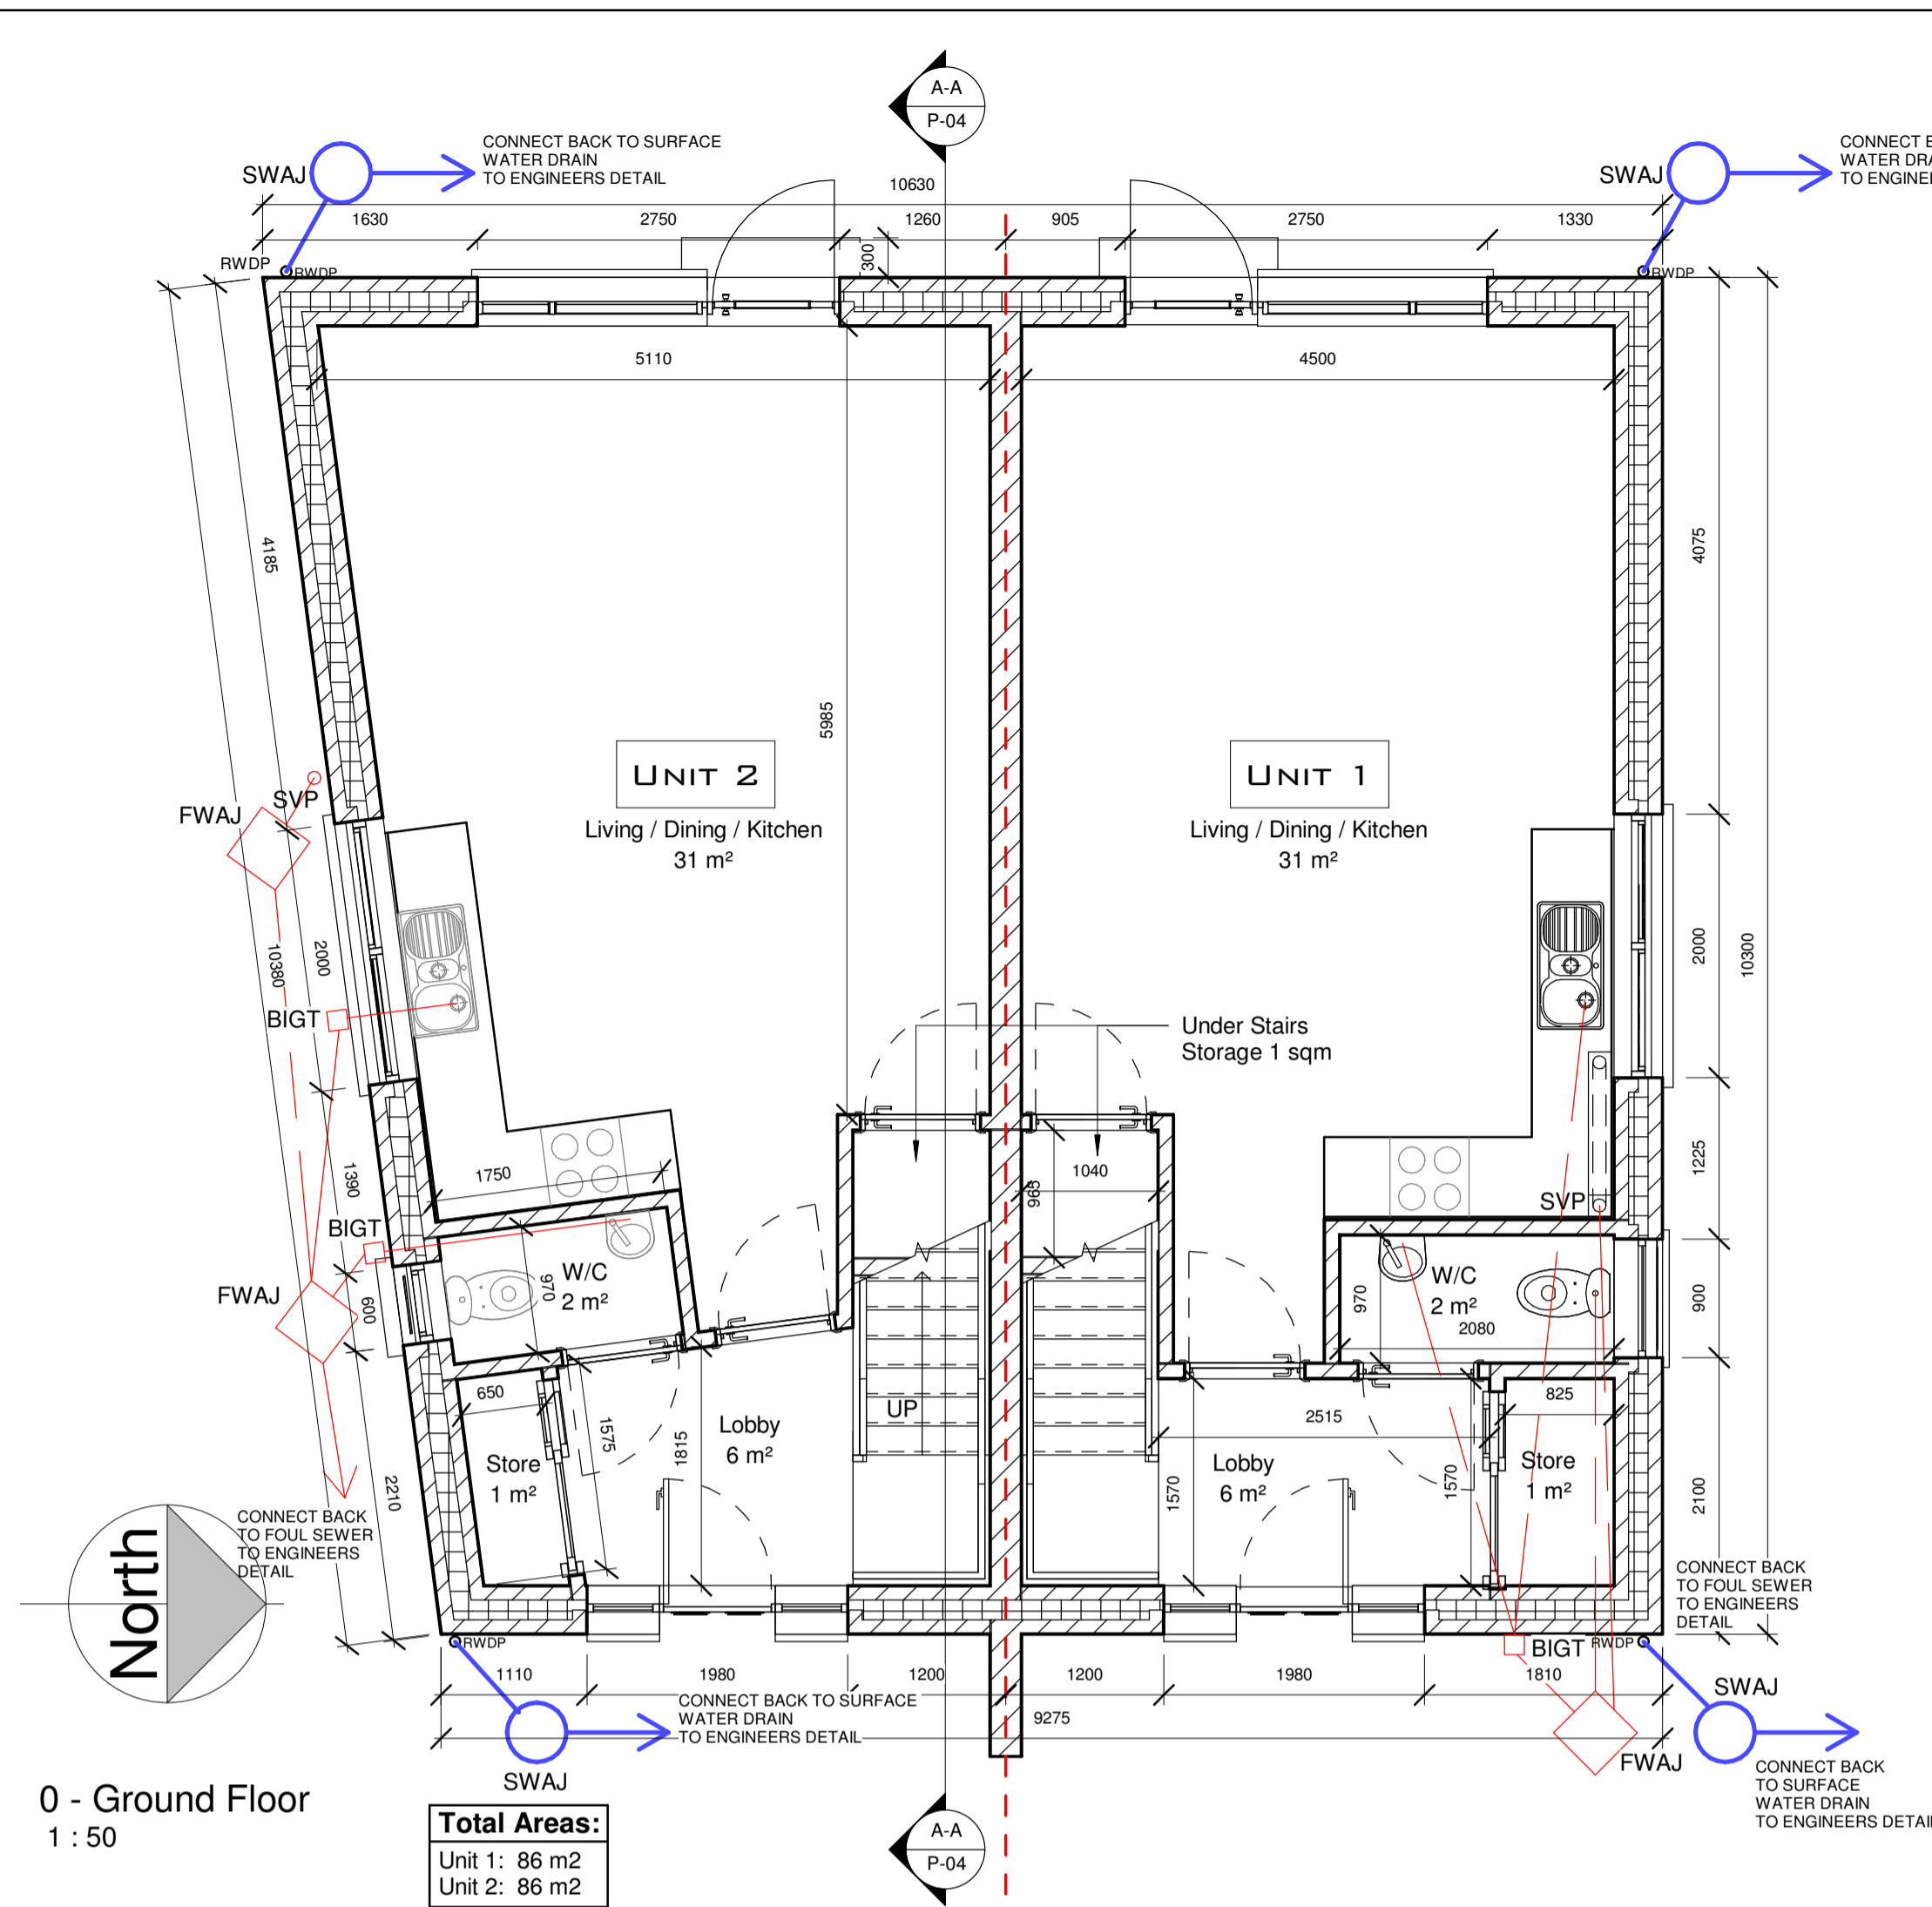 A-A
P-04
CONNECT BACK TO SURFACE
WATER DRAIN
TO ENGINEERS DETAIL
SWAJ
SWAJ
10630
1630
2750
1260
905
2750
1330
300
RWDP
RWDP
RWDP
5110
4500
4185
4075
5985
UNIT 2
Living / Dining / Kitchen
31 m²
UNIT 1
Living / Dining / Kitchen
31 m²
SVP
FWAJ
10380
2000
2000
10300
BIGT
Under Stairs
Storage 1 sqm
1750
1390
1040
965
1225
SVP
BIGT
FWAJ
600
970
W/C
2 m²
970
W/C
2 m²
2080
900
650
1575
1815
Lobby
6 m²
UP
825
2515
Store
1 m²
Lobby
6 m²
1570
1570
Store
1 m²
2210
2100
North
CONNECT BACK
TO FOUL SEWER
TO ENGINEERS
DETAIL
CONNECT BACK
TO FOUL SEWER
TO ENGINEERS
DETAIL
RWDP
BIGT
RWDP
1110
1980
1200
1200
1980
1810
CONNECT BACK TO SURFACE
WATER DRAIN
TO ENGINEERS DETAIL
9275
SWAJ
SWAJ
FWAJ
CONNECT BACK
TO SURFACE
WATER DRAIN
TO ENGINEERS DETAIL
0 - Ground Floor
1 : 50
Total Areas:
Unit 1: 86 m2
Unit 2: 86 m2
A-A
P-04